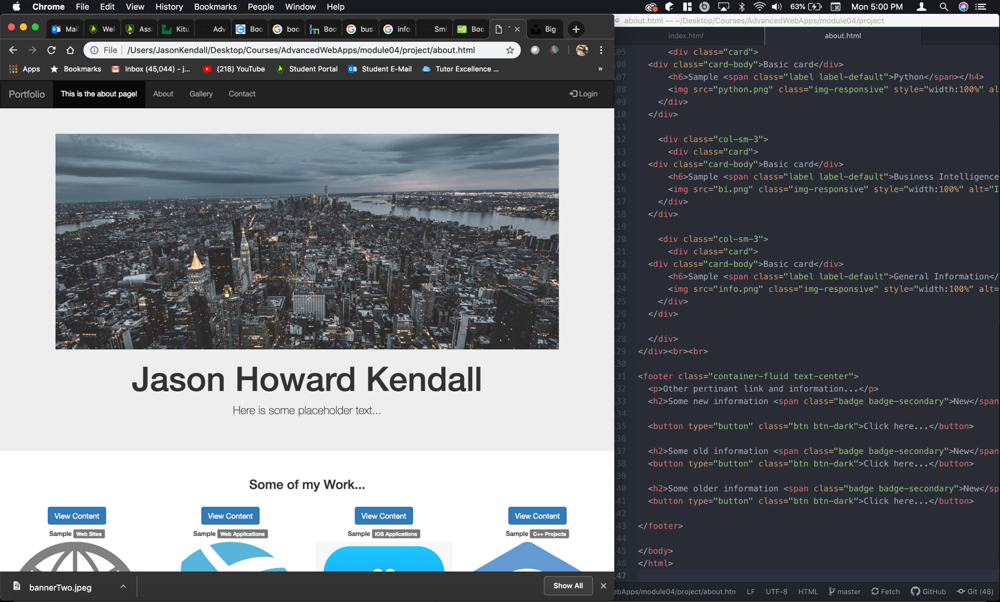 Chrome File Edit View History Bookmarks People Window Help
63% Mon 5:00 PM
Mail Wel Assi Kitu Adv Boo boo Boo bus info Smi Boo Big
File /Users/JasonKendall/Desktop/Courses/AdvancedWebApps/module04/project/about.html
Apps Bookmarks Inbox (45,044) - j... (218) YouTube Student Portal Student E-Mail Tutor Excellence ... »
Portfolio This is the about page! About Gallery Contact Login
Jason Howard Kendall
Here is some placeholder text...
Some of my Work...
View Content View Content View Content View Content
Sample Web Sites Sample Web Applications Sample IOS Applications Sample C++ Projects
bannerTwo.jpeg Show All
about.html — ~/Desktop/Courses/AdvancedWebApps/module04/project
index.html about.html
05 <div class="card">
06 <div class="card-body">Basic card</div>
07 <h6>Sample <span class="label label-default">Python</span></h4>
08 <img src="python.png" class="img-responsive" style="width:100%" al
09 </div>
10 </div>
11
12 <div class="col-sm-3">
13 <div class="card">
14 <div class="card-body">Basic card</div>
15 <h6>Sample <span class="label label-default">Business Intelligence
16 <img src="bi.png" class="img-responsive" style="width:100%" alt="I
17 </div>
18 </div>
19
20 <div class="col-sm-3">
21 <div class="card">
22 <div class="card-body">Basic card</div>
23 <h6>Sample <span class="label label-default">General Information</
24 <img src="info.png" class="img-responsive" style="width:100%" alt=
25 </div>
26 </div>
27
28 </div>
29 </div><br><br>
30
31 <footer class="container-fluid text-center">
32 <p>Other pertinant link and information...</p>
33 <h2>Some new information <span class="badge badge-secondary">New</span
34
35 <button type="button" class="btn btn-dark">Click here...</button>
36
37 <h2>Some old information <span class="badge badge-secondary">New</span
38 <button type="button" class="btn btn-dark">Click here...</button>
39
40 <h2>Some older information <span class="badge badge-secondary">New</sp
41 <button type="button" class="btn btn-dark">Click here...</button>
42
43 </footer>
44
45 </body>
46 </html>
47
ebApps/module04/project/about.htm LF UTF-8 HTML master Fetch GitHub Git (48)